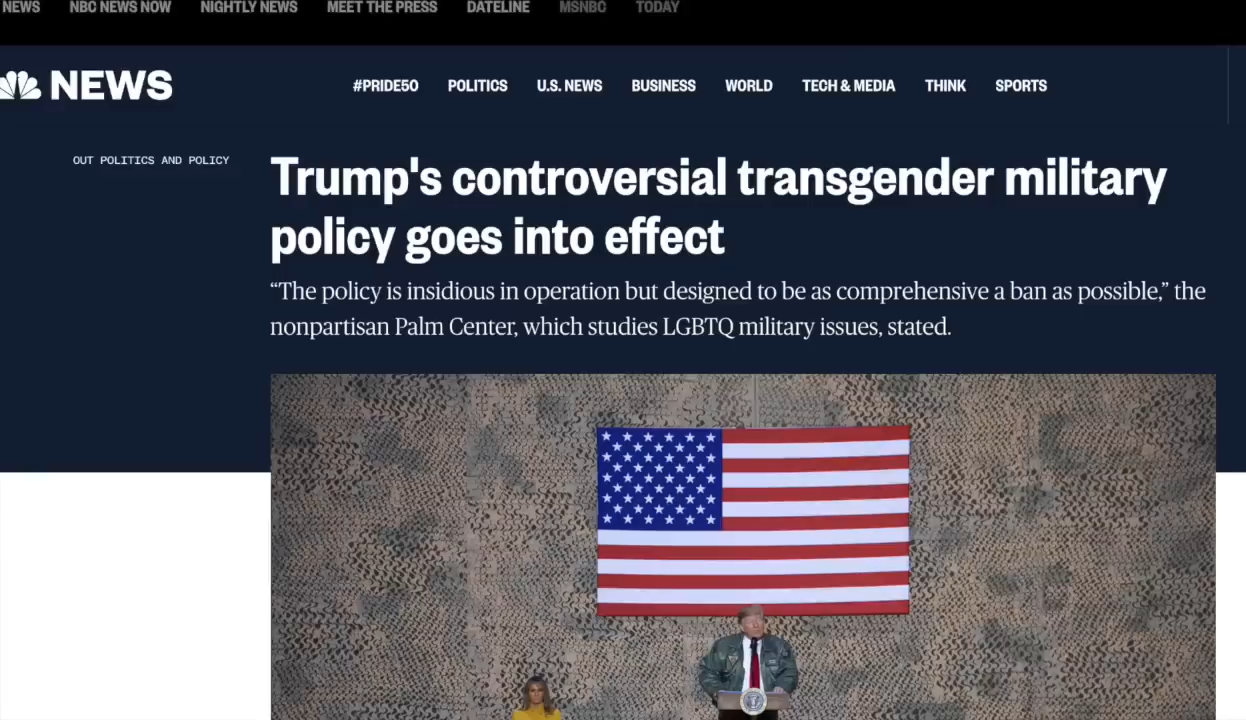 NEWS NBC NEWS NOW NIGHTLY NEWS MEET THE PRESS DATELINE MSNBC TODAY
NEWS #PRIDE50 POLITICS U.S. NEWS BUSINESS WORLD TECH & MEDIA THINK SPORTS
OUT POLITICS AND POLICY
Trump's controversial transgender military
policy goes into effect
“The policy is insidious in operation but designed to be as comprehensive a ban as possible,” the
nonpartisan Palm Center, which studies LGBTQ military issues, stated.